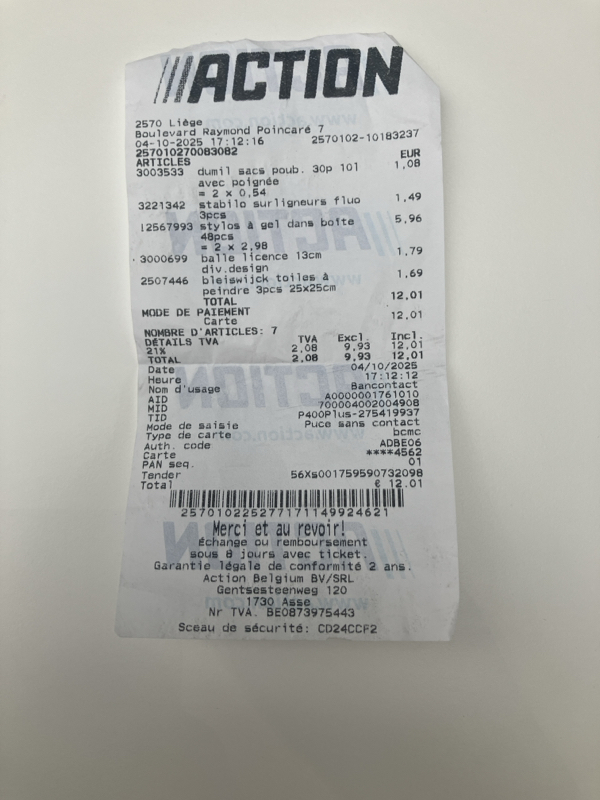 ACTION
2570 Liège
Boulevard Raymond Poincaré 7
04-10-2025 17:12:16 2570102-10183237
257010270083082
ARTICLES EUR
3003533 dumil sacs poub. 30p 10l 1,08
avec poignée
= 2 x 0,54
3221342 stabilo surligneurs fluo 1,49
3pcs
12567993 stylos à gel dans boîte 5,96
48pcs
= 2 x 2,98
3000699 balle licence 13cm 1,79
div.design
2507446 bleiswijck toiles à 1,69
peindre 3pcs 25x25cm
TOTAL 12,01
MODE DE PAIEMENT
Carte 12,01
NOMBRE D'ARTICLES: 7
DÉTAILS TVA TVA Excl. Incl.
21% 2,08 9,93 12,01
TOTAL 2,08 9,93 12,01
Date 04/10/2025
Heure 17:12:12
Nom d'usage Bancontact
AID A0000001761010
MID 700004002004908
TID P400Plus-275419937
Mode de saisie Puce sans contact
Type de carte bcmc
Auth. code ADBE06
Carte ****4562
PAN seq. 01
Tender 56Xs001759590732098
Total € 12.01
257010225277171149924621
Merci et au revoir!
Échange ou remboursement
sous 8 jours avec ticket.
Garantie légale de conformité 2 ans.
Action Belgium BV/SRL
Gentsesteenweg 120
1730 Asse
Nr TVA. BE0873975443
Sceau de sécurité: CD24CCF2